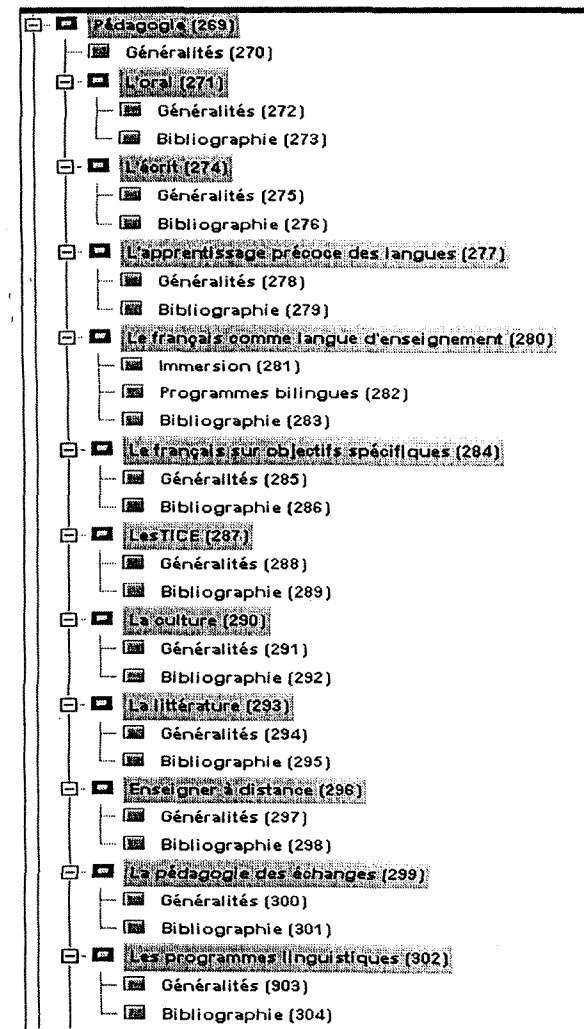 Pédagogie (269)
Généralités (270)
L'oral (271)
Généralités (272)
Bibliographie (273)
L'écrit (274)
Généralités (275)
Bibliographie (276)
L'apprentissage précoce des langues (277)
Généralités (278)
Bibliographie (279)
Le français comme langue d'enseignement (280)
Immersion (281)
Programmes bilingues (282)
Bibliographie (283)
Le français sur objectifs spécifiques (284)
Généralités (285)
Bibliographie (286)
LesTICE (287)
Généralités (288)
Bibliographie (289)
La culture (290)
Généralités (291)
Bibliographie (292)
La littérature (293)
Généralités (294)
Bibliographie (295)
Enseigner à distance (296)
Généralités (297)
Bibliographie (298)
La pédagogie des échanges (299)
Généralités (300)
Bibliographie (301)
Les programmes linguistiques (302)
Généralités (903)
Bibliographie (304)